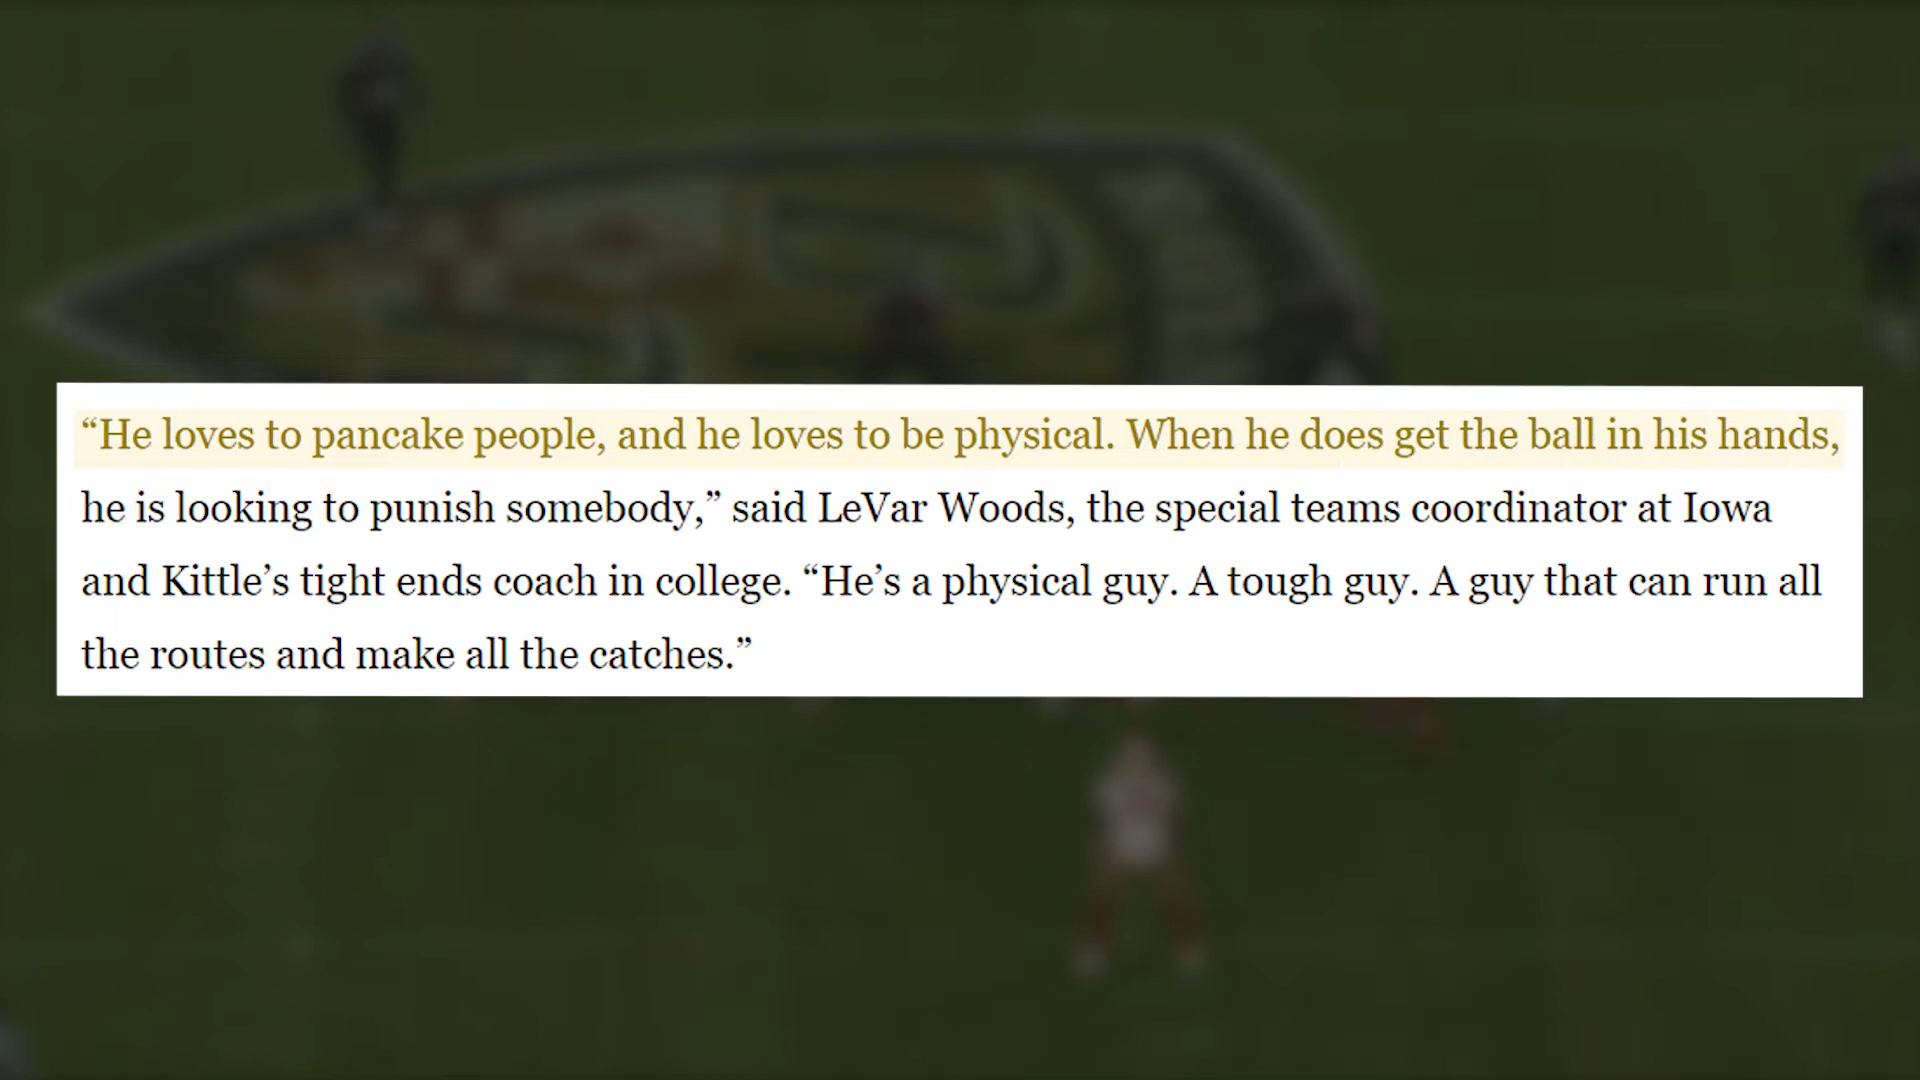 “He loves to pancake people, and he loves to be physical. When he does get the ball in his hands,
he is looking to punish somebody,” said LeVar Woods, the special teams coordinator at Iowa
and Kittle’s tight ends coach in college. “He’s a physical guy. A tough guy. A guy that can run all
the routes and make all the catches.”